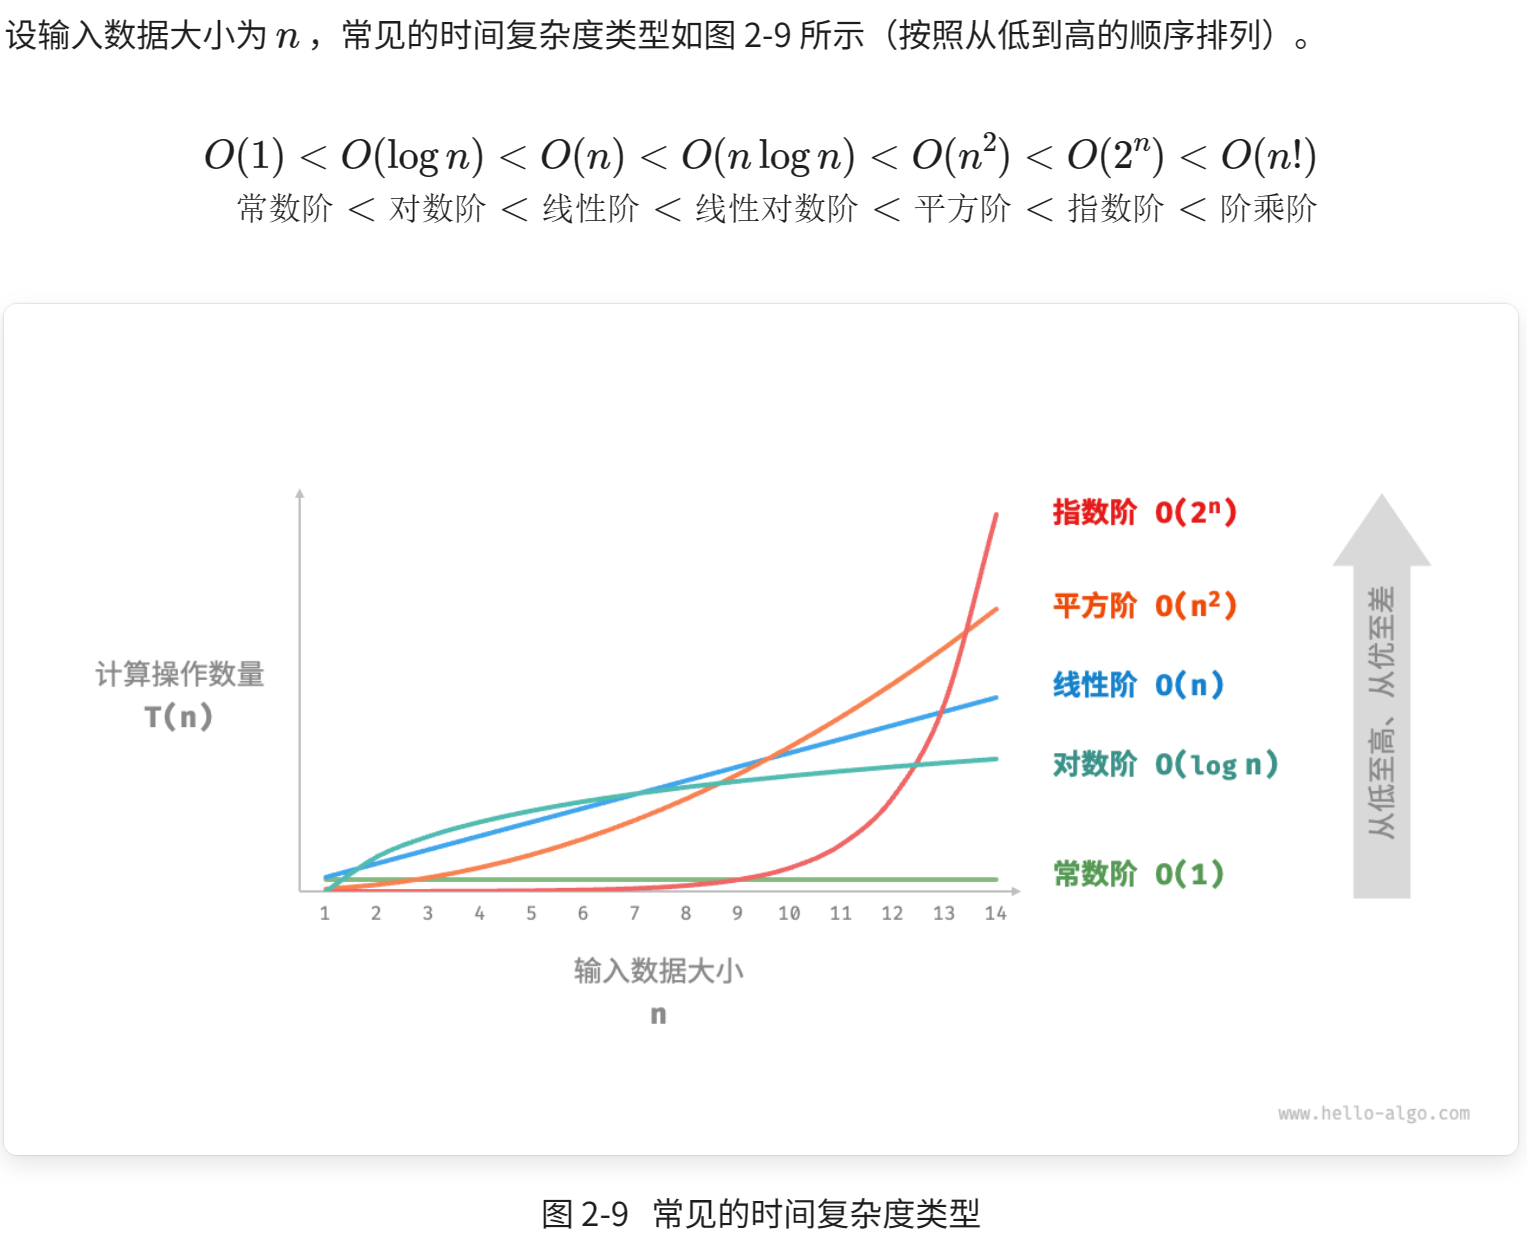 设输入数据大小为 n ，常见的时间复杂度类型如图 2-9 所示（按照从低到高的顺序排列）。
O(1) < O(log n) < O(n) < O(n log n) < O(n²) < O(2ⁿ) < O(n!)
常数阶 < 对数阶 < 线性阶 < 线性对数阶 < 平方阶 < 指数阶 < 阶乘阶
指数阶 O(2ⁿ)
平方阶 O(n²)
线性阶 O(n)
对数阶 O(log n)
常数阶 O(1)
从低至高、从优至差
计算操作数量
T(n)
1 2 3 4 5 6 7 8 9 10 11 12 13 14
输入数据大小
n
www.hello-algo.com
图 2-9 常见的时间复杂度类型